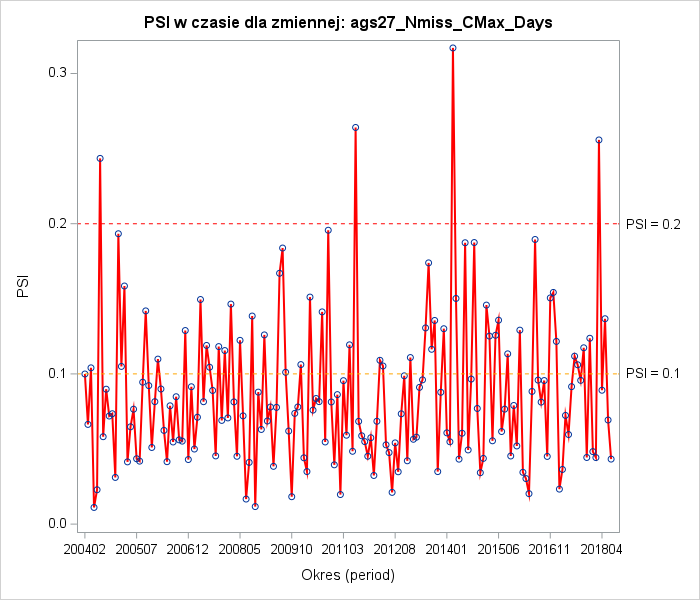 PSI w czasie dla zmiennej: ags27_Nmiss_CMax_Days
0.3
0.2
PSI = 0.2
PSI
0.1
PSI = 0.1
0.0
200402 200507 200612 200805 200910 201103 201208 201401 201506 201611 201804
Okres (period)